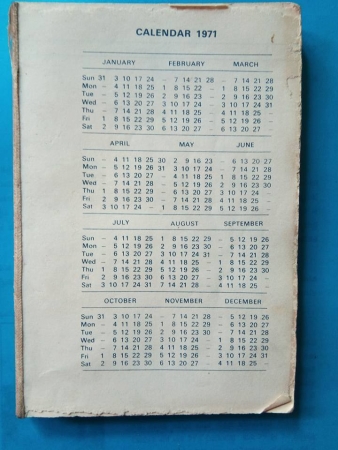 CALENDAR 1971
JANUARY FEBRUARY MARCH
Sun 31 3 10 17 24 – 7 14 21 28 – 7 14 21 28
Mon – 4 11 18 25 1 8 15 22 – 1 8 15 22 29
Tue – 5 12 19 26 2 9 16 23 – 2 9 16 23 30
Wed – 6 13 20 27 3 10 17 24 – 3 10 17 24 31
Thu – 7 14 21 28 4 11 18 25 – 4 11 18 25 –
Fri 1 8 15 22 29 5 12 19 26 – 5 12 19 26 –
Sat 2 9 16 23 30 6 13 20 27 – 6 13 20 27 –
APRIL MAY JUNE
Sun – 4 11 18 25 30 2 9 16 23 – 6 13 20 27
Mon – 5 12 19 26 31 3 10 17 24 – 7 14 21 28
Tue – 6 13 20 27 – 4 11 18 25 1 8 15 22 29
Wed – 7 14 21 28 – 5 12 19 26 2 9 16 23 30
Thu 1 8 15 22 29 – 6 13 20 27 3 10 17 24 –
Fri 2 9 16 23 30 – 7 14 21 28 4 11 18 25 –
Sat 3 10 17 24 – 1 8 15 22 29 5 12 19 26 –
JULY AUGUST SEPTEMBER
Sun – 4 11 18 25 1 8 15 22 29 – 5 12 19 26
Mon – 5 12 19 26 2 9 16 23 30 – 6 13 20 27
Tue – 6 13 20 27 3 10 17 24 31 – 7 14 21 28
Wed – 7 14 21 28 4 11 18 25 – 1 8 15 22 29
Thu 1 8 15 22 29 5 12 19 26 – 2 9 16 23 30
Fri 2 9 16 23 30 6 13 20 27 – 3 10 17 24 –
Sat 3 10 17 24 31 7 14 21 28 – 4 11 18 25 –
OCTOBER NOVEMBER DECEMBER
Sun 31 3 10 17 24 – 7 14 21 28 – 5 12 19 26
Mon – 4 11 18 25 1 8 15 22 29 – 6 13 20 27
Tue – 5 12 19 26 2 9 16 23 30 – 7 14 21 28
Wed – 6 13 20 27 3 10 17 24 – 1 8 15 22 29
Thu – 7 14 21 28 4 11 18 25 – 2 9 16 23 30
Fri 1 8 15 22 29 5 12 19 26 – 3 10 17 24 31
Sat 2 9 16 23 30 6 13 20 27 – 4 11 18 25 –